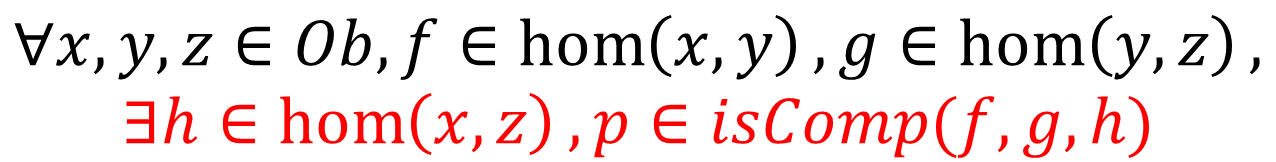 ∀x, y, z ∈ Ob, f ∈ hom(x, y) , g ∈ hom(y, z) ,
∃h ∈ hom(x, z) , p ∈ isComp(f, g, h)